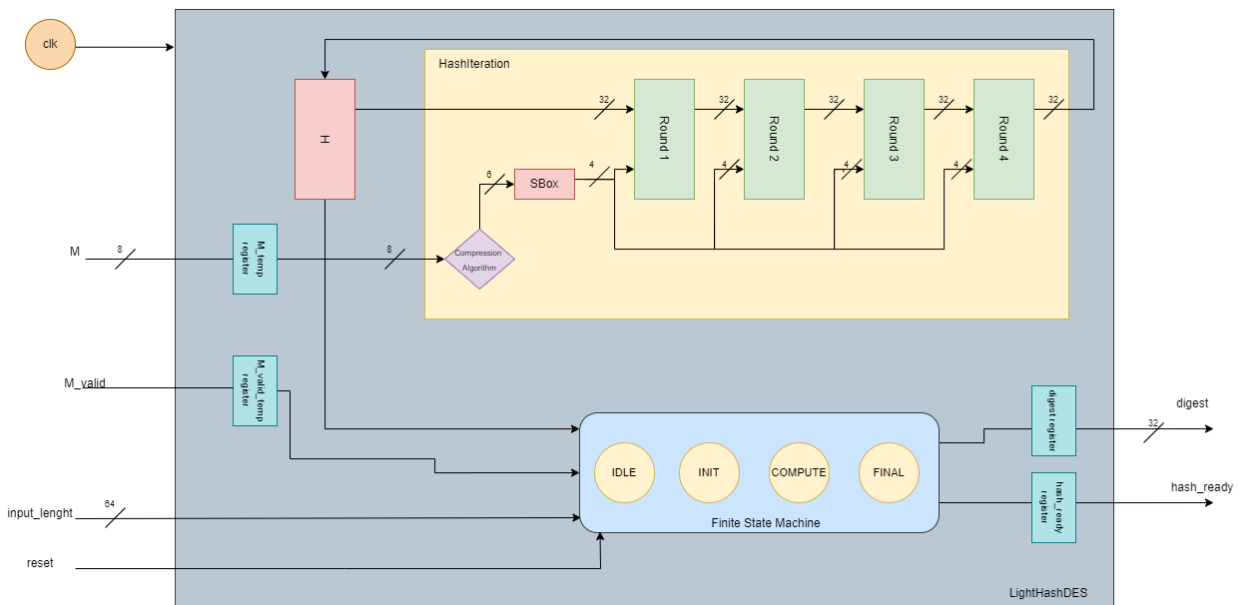 clk
HashIteration
H
32
Round 1
32
Round 2
32
Round 3
32
Round 4
32
6
SBox
4
4
4
4
M
8
M_temp
register
8
Compression
Algorithm
M_valid
M_valid_temp
register
input_lenght
64
reset
IDLE
INIT
COMPUTE
FINAL
Finite State Machine
digest register
32
digest
hash_ready
register
hash_ready
LightHashDES